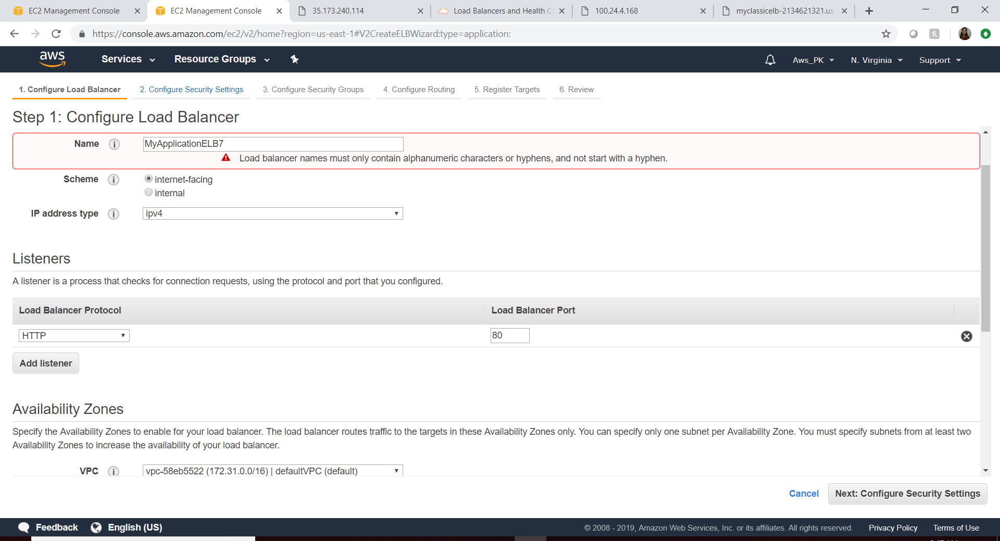 EC2 Management Console
EC2 Management Console
35.173.240.114
Load Balancers and Health C
100.24.4.168
myclassicelb-2134621321.us-
https://console.aws.amazon.com/ec2/v2/home?region=us-east-1#V2CreateELBWizard:type=application:
aws
Services
Resource Groups
Aws_PK
N. Virginia
Support
1. Configure Load Balancer
2. Configure Security Settings
3. Configure Security Groups
4. Configure Routing
5. Register Targets
6. Review
Step 1: Configure Load Balancer
Name
MyApplicationELB7
Load balancer names must only contain alphanumeric characters or hyphens, and not start with a hyphen.
Scheme
internet-facing
internal
IP address type
ipv4
Listeners
A listener is a process that checks for connection requests, using the protocol and port that you configured.
Load Balancer Protocol
Load Balancer Port
HTTP
80
Add listener
Availability Zones
Specify the Availability Zones to enable for your load balancer. The load balancer routes traffic to the targets in these Availability Zones only. You can specify only one subnet per Availability Zone. You must specify subnets from at least two
Availability Zones to increase the availability of your load balancer.
VPC
vpc-58eb5522 (172.31.0.0/16) | defaultVPC (default)
Cancel
Next: Configure Security Settings
Feedback
English (US)
© 2008 - 2019, Amazon Web Services, Inc. or its affiliates. All rights reserved.
Privacy Policy
Terms of Use